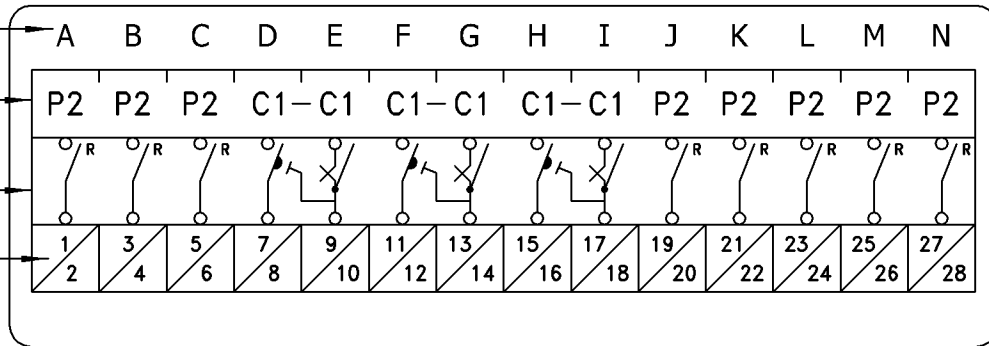 A B C D E F G H I J K L M N
P2 P2 P2 C1-C1 C1-C1 C1-C1 P2 P2 P2 P2 P2
R R R R R R R R
1 3 5 7 9 11 13 15 17 19 21 23 25 27
2 4 6 8 10 12 14 16 18 20 22 24 26 28